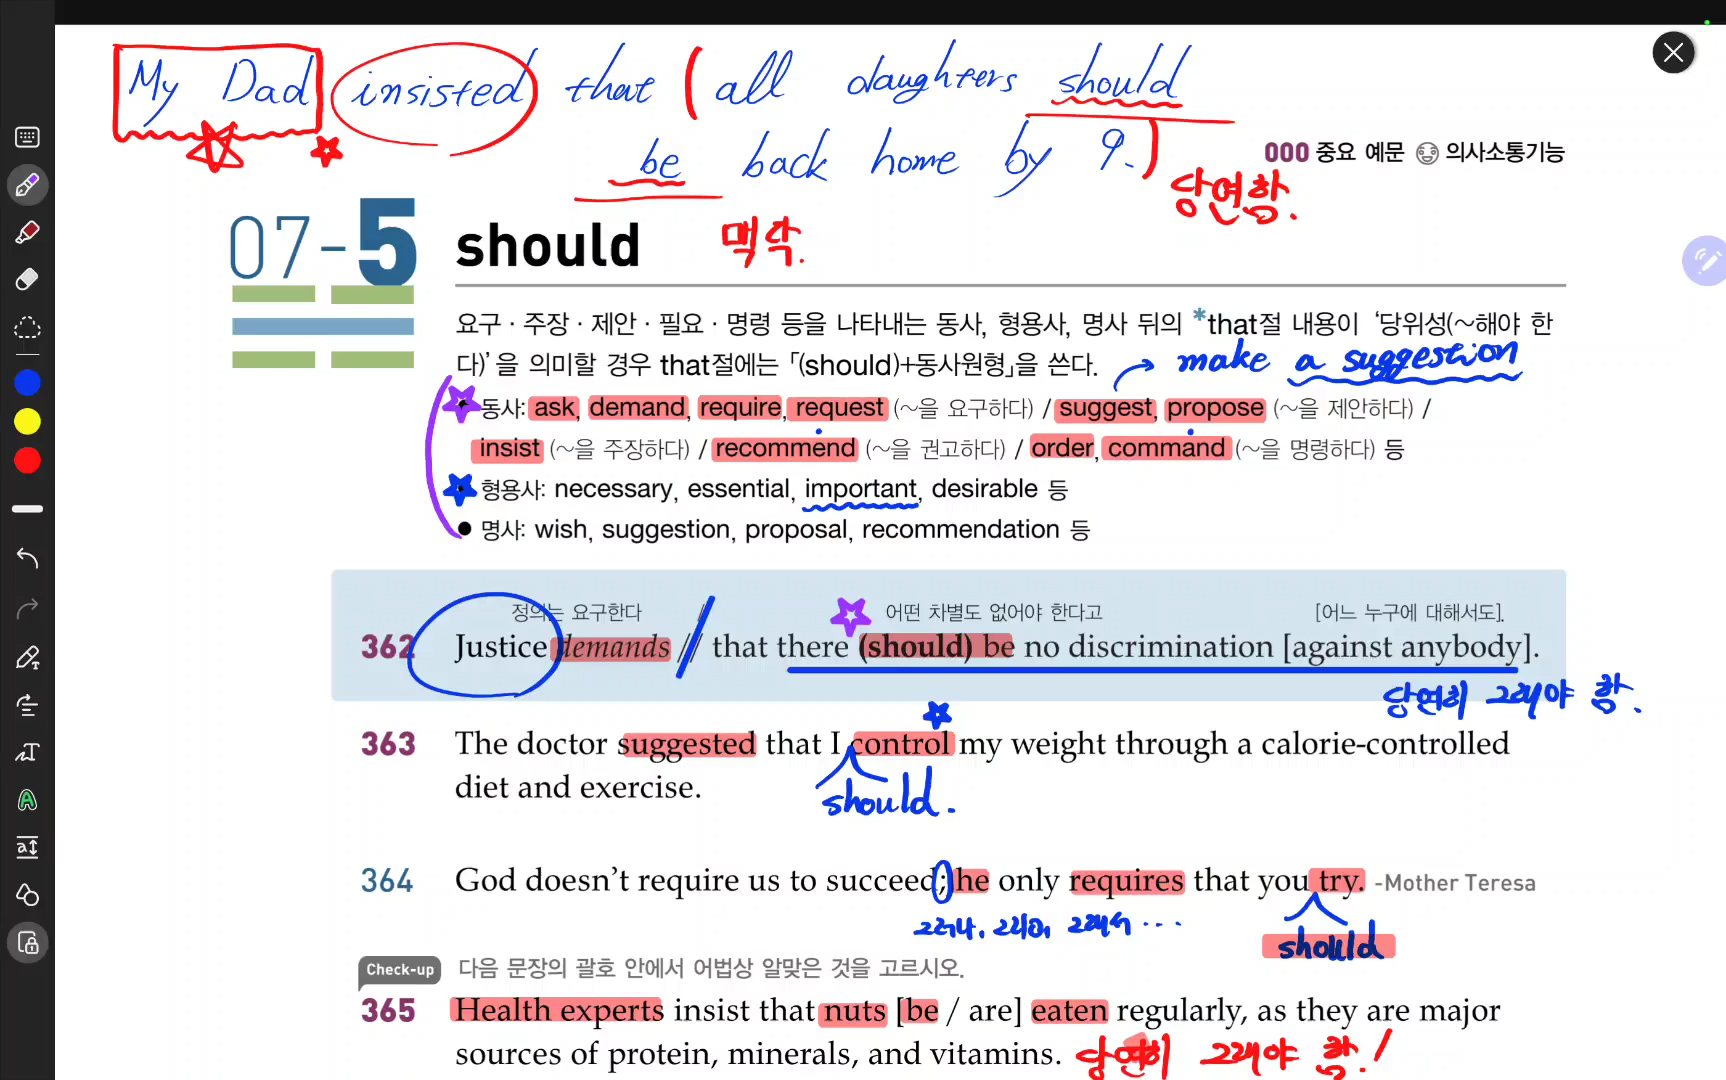 My Dad insisted that (all daughters should
be back home by 9.)
000 중요 예문 의사소통기능
당연함.
07-5 should 맥락.
요구·주장·제안·필요·명령 등을 나타내는 동사, 형용사, 명사 뒤의 *that절 내용이 ‘당위성(~해야 한
다)’을 의미할 경우 that절에는 「(should)+동사원형」을 쓴다.
make a suggestion
동사: ask, demand, require, request (~을 요구하다) / suggest, propose (~을 제안하다) /
insist (~을 주장하다) / recommend (~을 권고하다) / order, command (~을 명령하다) 등
형용사: necessary, essential, important, desirable 등
● 명사: wish, suggestion, proposal, recommendation 등
정의는 요구한다 / 어떤 차별도 없어야 한다고 [어느 누구에 대해서도].
362 Justice demands // that there (should) be no discrimination [against anybody].
당연히 그래야 함.
363 The doctor suggested that I control my weight through a calorie-controlled
diet and exercise.
should.
364 God doesn’t require us to succeed; he only requires that you try. -Mother Teresa
그러나, 그리고, 그래서 ...
should
Check-up 다음 문장의 괄호 안에서 어법상 알맞은 것을 고르시오.
365 Health experts insist that nuts [be / are] eaten regularly, as they are major
sources of protein, minerals, and vitamins.
당연히 그래야 함!